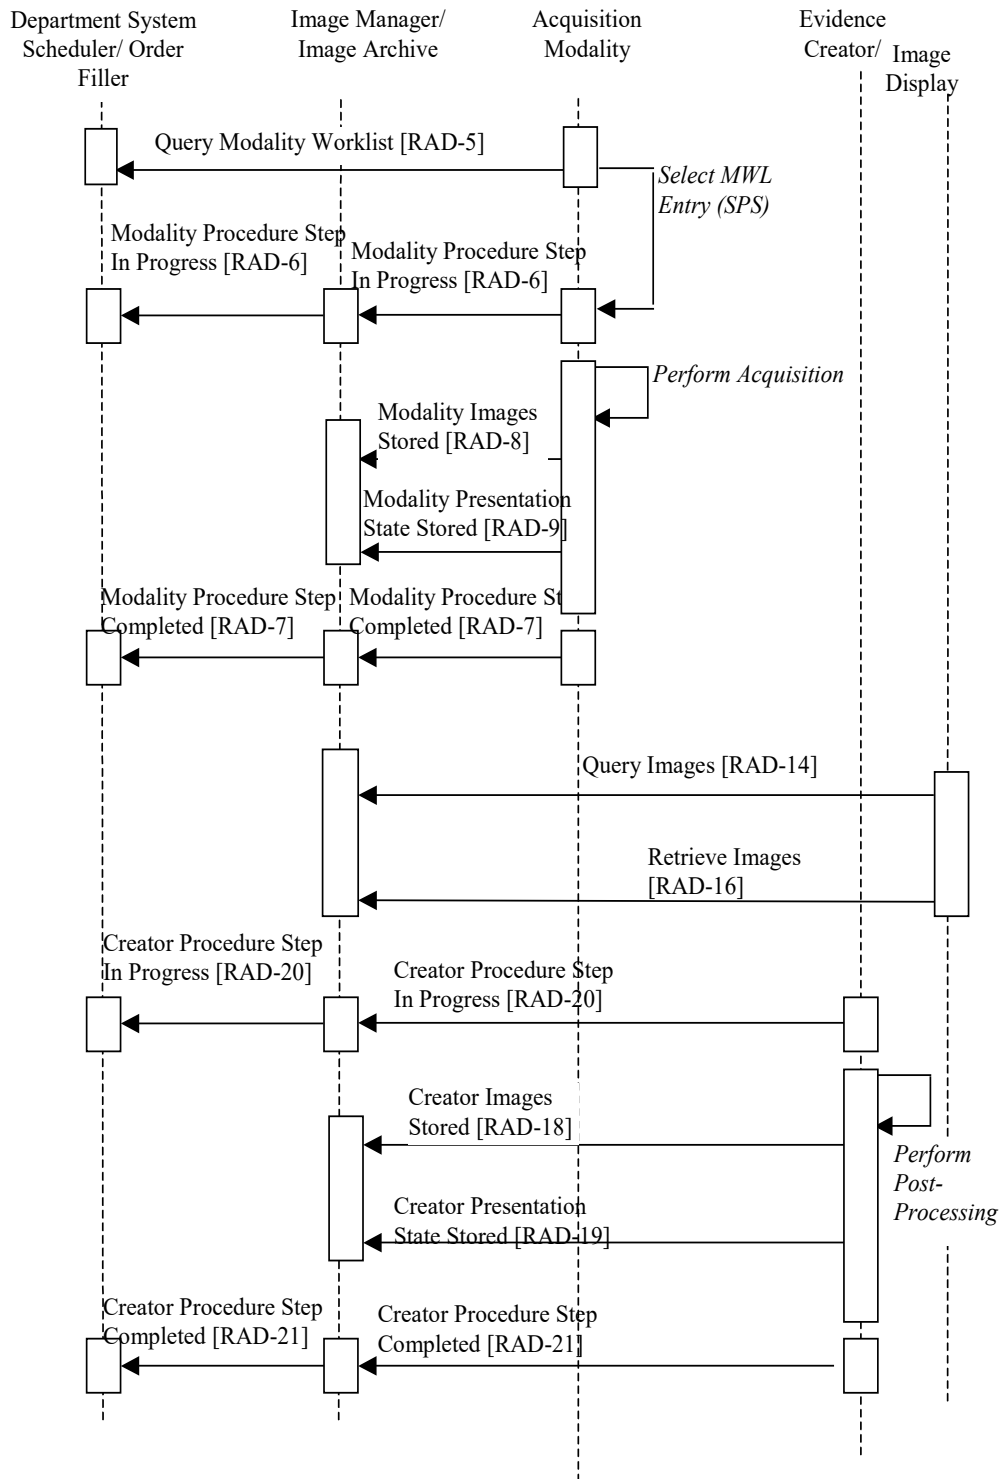 Department System
Scheduler/ Order
Filler
Image Manager/
Image Archive
Acquisition
Modality
Evidence
Creator/
Image
Display
Query Modality Worklist [RAD-5]
Select MWL
Entry (SPS)
Modality Procedure Step
In Progress [RAD-6]
Modality Procedure Step
In Progress [RAD-6]
Perform Acquisition
Modality Images
Stored [RAD-8]
Modality Presentation
State Stored [RAD-9]
Modality Procedure Step
Completed [RAD-7]
Modality Procedure St
Completed [RAD-7]
Query Images [RAD-14]
Retrieve Images
[RAD-16]
Creator Procedure Step
In Progress [RAD-20]
Creator Procedure Step
In Progress [RAD-20]
Creator Images
Stored [RAD-18]
Perform
Post-
Processing
Creator Presentation
State Stored [RAD-19]
Creator Procedure Step
Completed [RAD-21]
Creator Procedure Step
Completed [RAD-21]